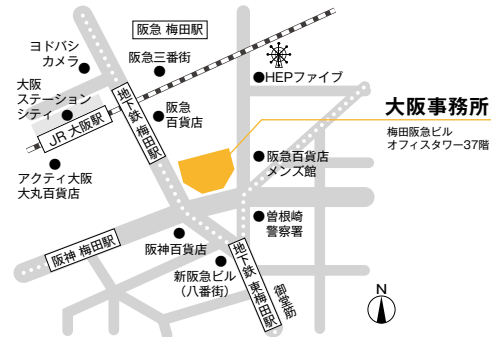 阪急 梅田駅
ヨドバシ
カメラ
阪急三番街
HEPファイブ
大阪
ステーション
シティ
地下鉄 梅田駅
阪急
百貨店
JR 大阪駅
大阪事務所
梅田阪急ビル
オフィスタワー37階
阪急百貨店
メンズ館
アクティ大阪
大丸百貨店
曽根崎
警察署
阪神 梅田駅
阪神百貨店
新阪急ビル
（八番街）
地下鉄 東梅田駅
御堂筋
N